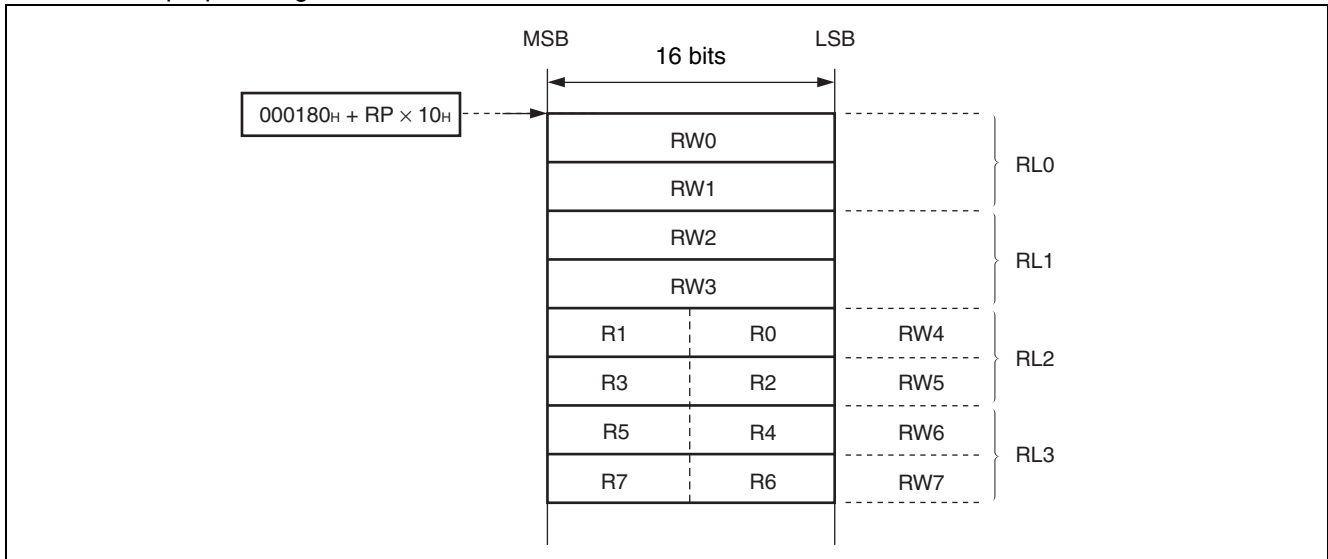 MSB LSB
16 bits
000180H + RP × 10H
RW0
RL0
RW1
RW2
RL1
RW3
R1 R0 RW4
RL2
R3 R2 RW5
R5 R4 RW6
RL3
R7 R6 RW7